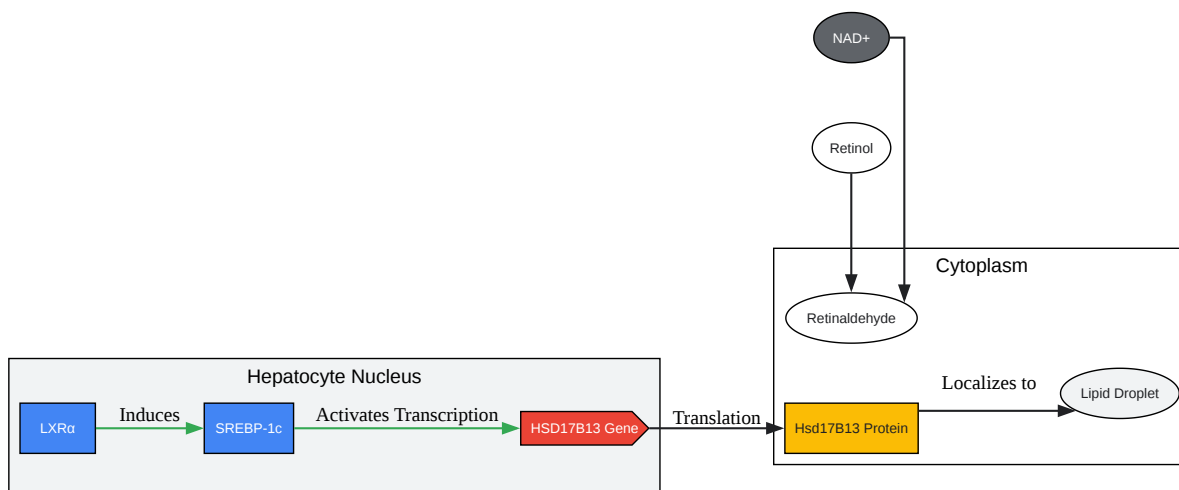 NAD+
Retinol
Cytoplasm
Retinaldehyde
Hepatocyte Nucleus
Localizes to
Induces
Activates Transcription
Translation
Lipid Droplet
LXRα
SREBP-1c
HSD17B13 Gene
Hsd17B13 Protein